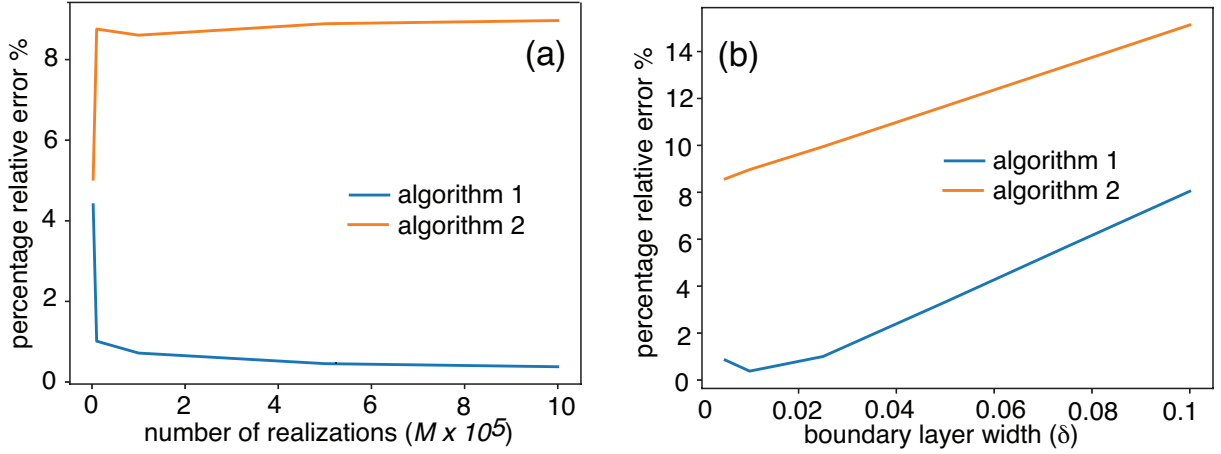 (a)
percentage relative error %
8
6
4
2
0
algorithm 1
algorithm 2
0 2 4 6 8 10
number of realizations (M x 10⁵)
(b)
percentage relative error %
14
12
10
8
6
4
2
0
algorithm 1
algorithm 2
0 0.02 0.04 0.06 0.08 0.1
boundary layer width (δ)